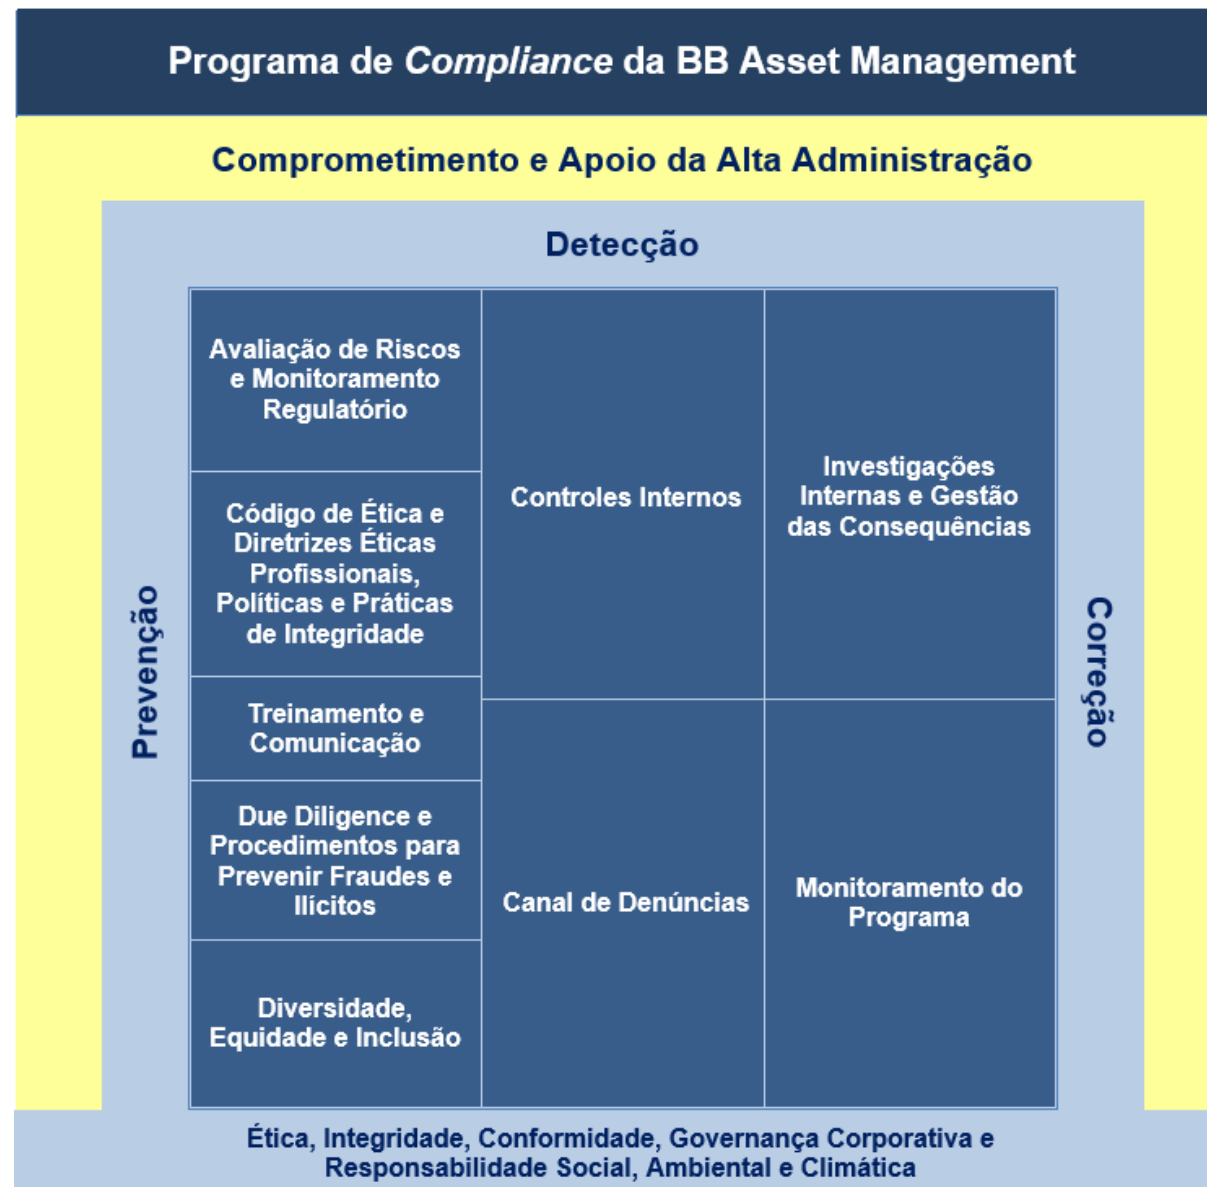 Programa de Compliance da BB Asset Management
Comprometimento e Apoio da Alta Administração
Detecção
Prevenção
Avaliação de Riscos
e Monitoramento
Regulatório
Código de Ética e
Diretrizes Éticas
Profissionais,
Políticas e Práticas
de Integridade
Treinamento e
Comunicação
Due Diligence e
Procedimentos para
Prevenir Fraudes e
Ilícitos
Diversidade,
Equidade e Inclusão
Controles Internos
Canal de Denúncias
Investigações
Internas e Gestão
das Consequências
Monitoramento do
Programa
Correção
Ética, Integridade, Conformidade, Governança Corporativa e
Responsabilidade Social, Ambiental e Climática